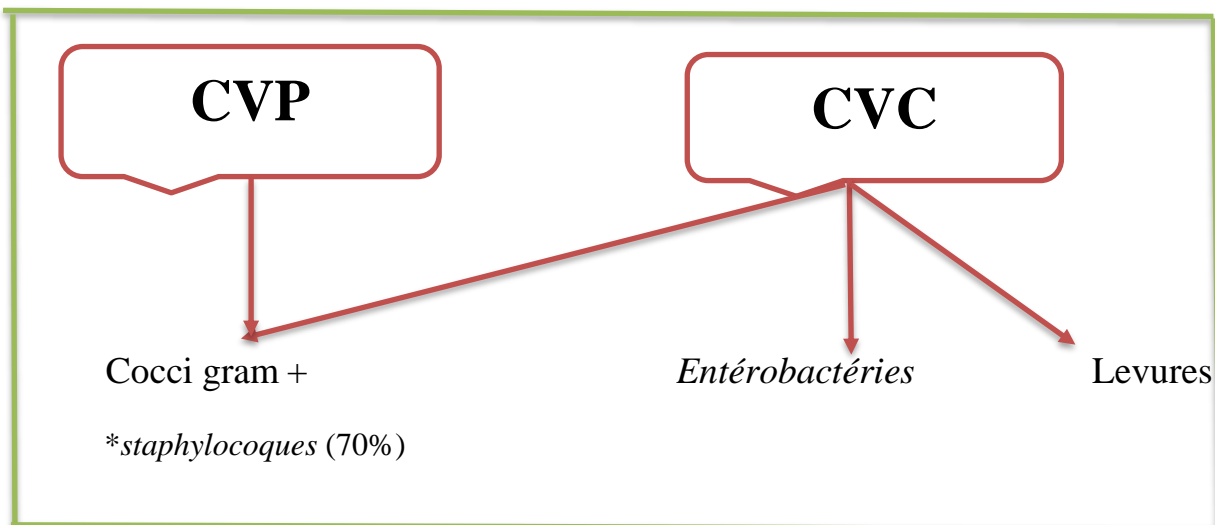 CVP
CVC
Cocci gram +
Entérobactéries
Levures
*staphylocoques (70%)